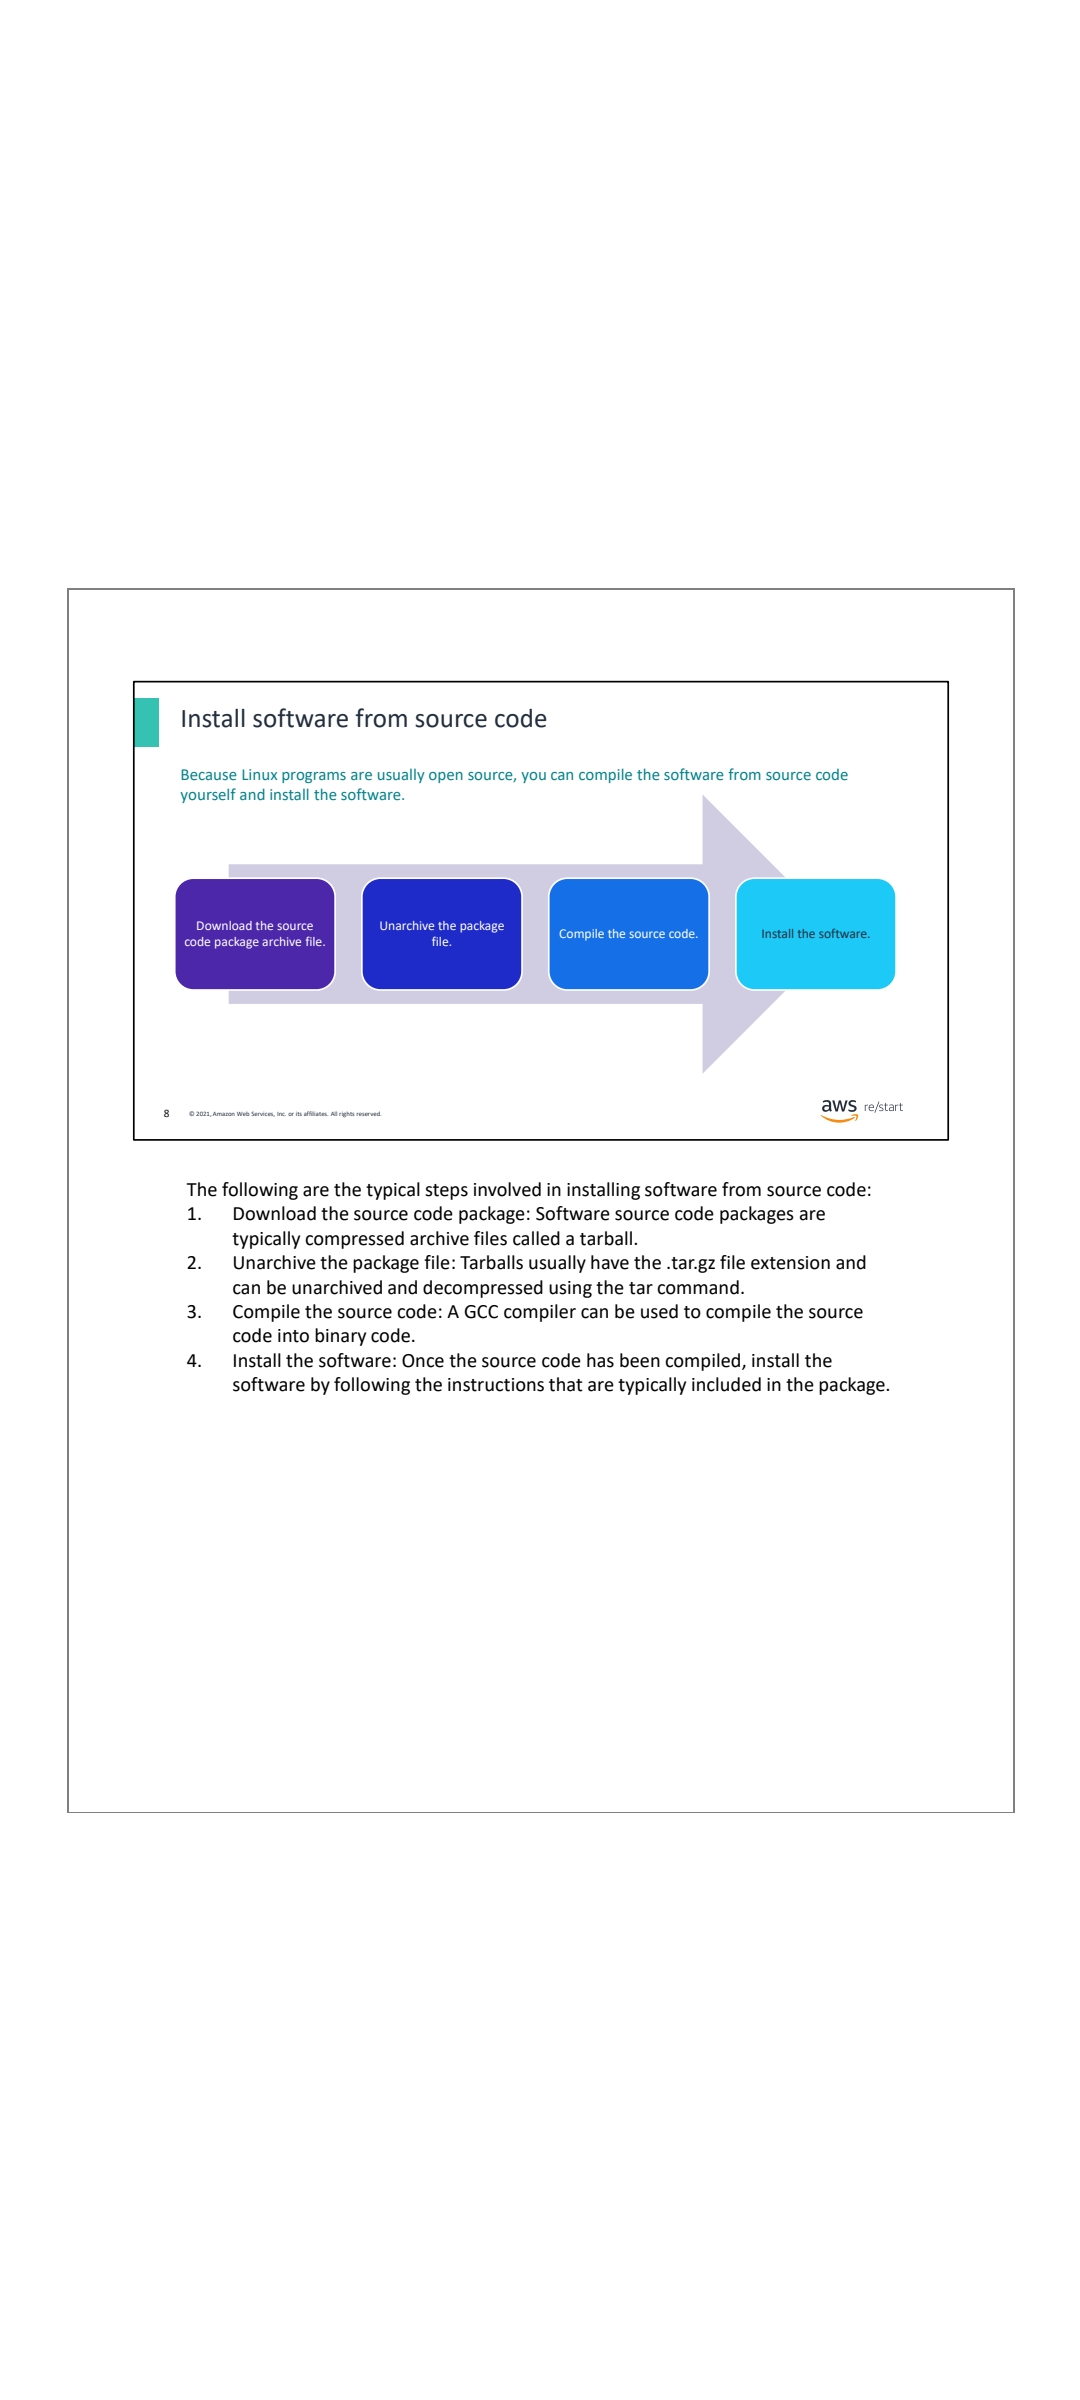 Install software from source code
Because Linux programs are usually open source, you can compile the software from source code
yourself and install the software.
Download the source
code package archive file.
Unarchive the package
file.
Compile the source code.
Install the software.
8
© 2021, Amazon Web Services, Inc. or its affiliates. All rights reserved.
aws re/start
The following are the typical steps involved in installing software from source code:
1. Download the source code package: Software source code packages are
typically compressed archive files called a tarball.
2. Unarchive the package file: Tarballs usually have the .tar.gz file extension and
can be unarchived and decompressed using the tar command.
3. Compile the source code: A GCC compiler can be used to compile the source
code into binary code.
4. Install the software: Once the source code has been compiled, install the
software by following the instructions that are typically included in the package.